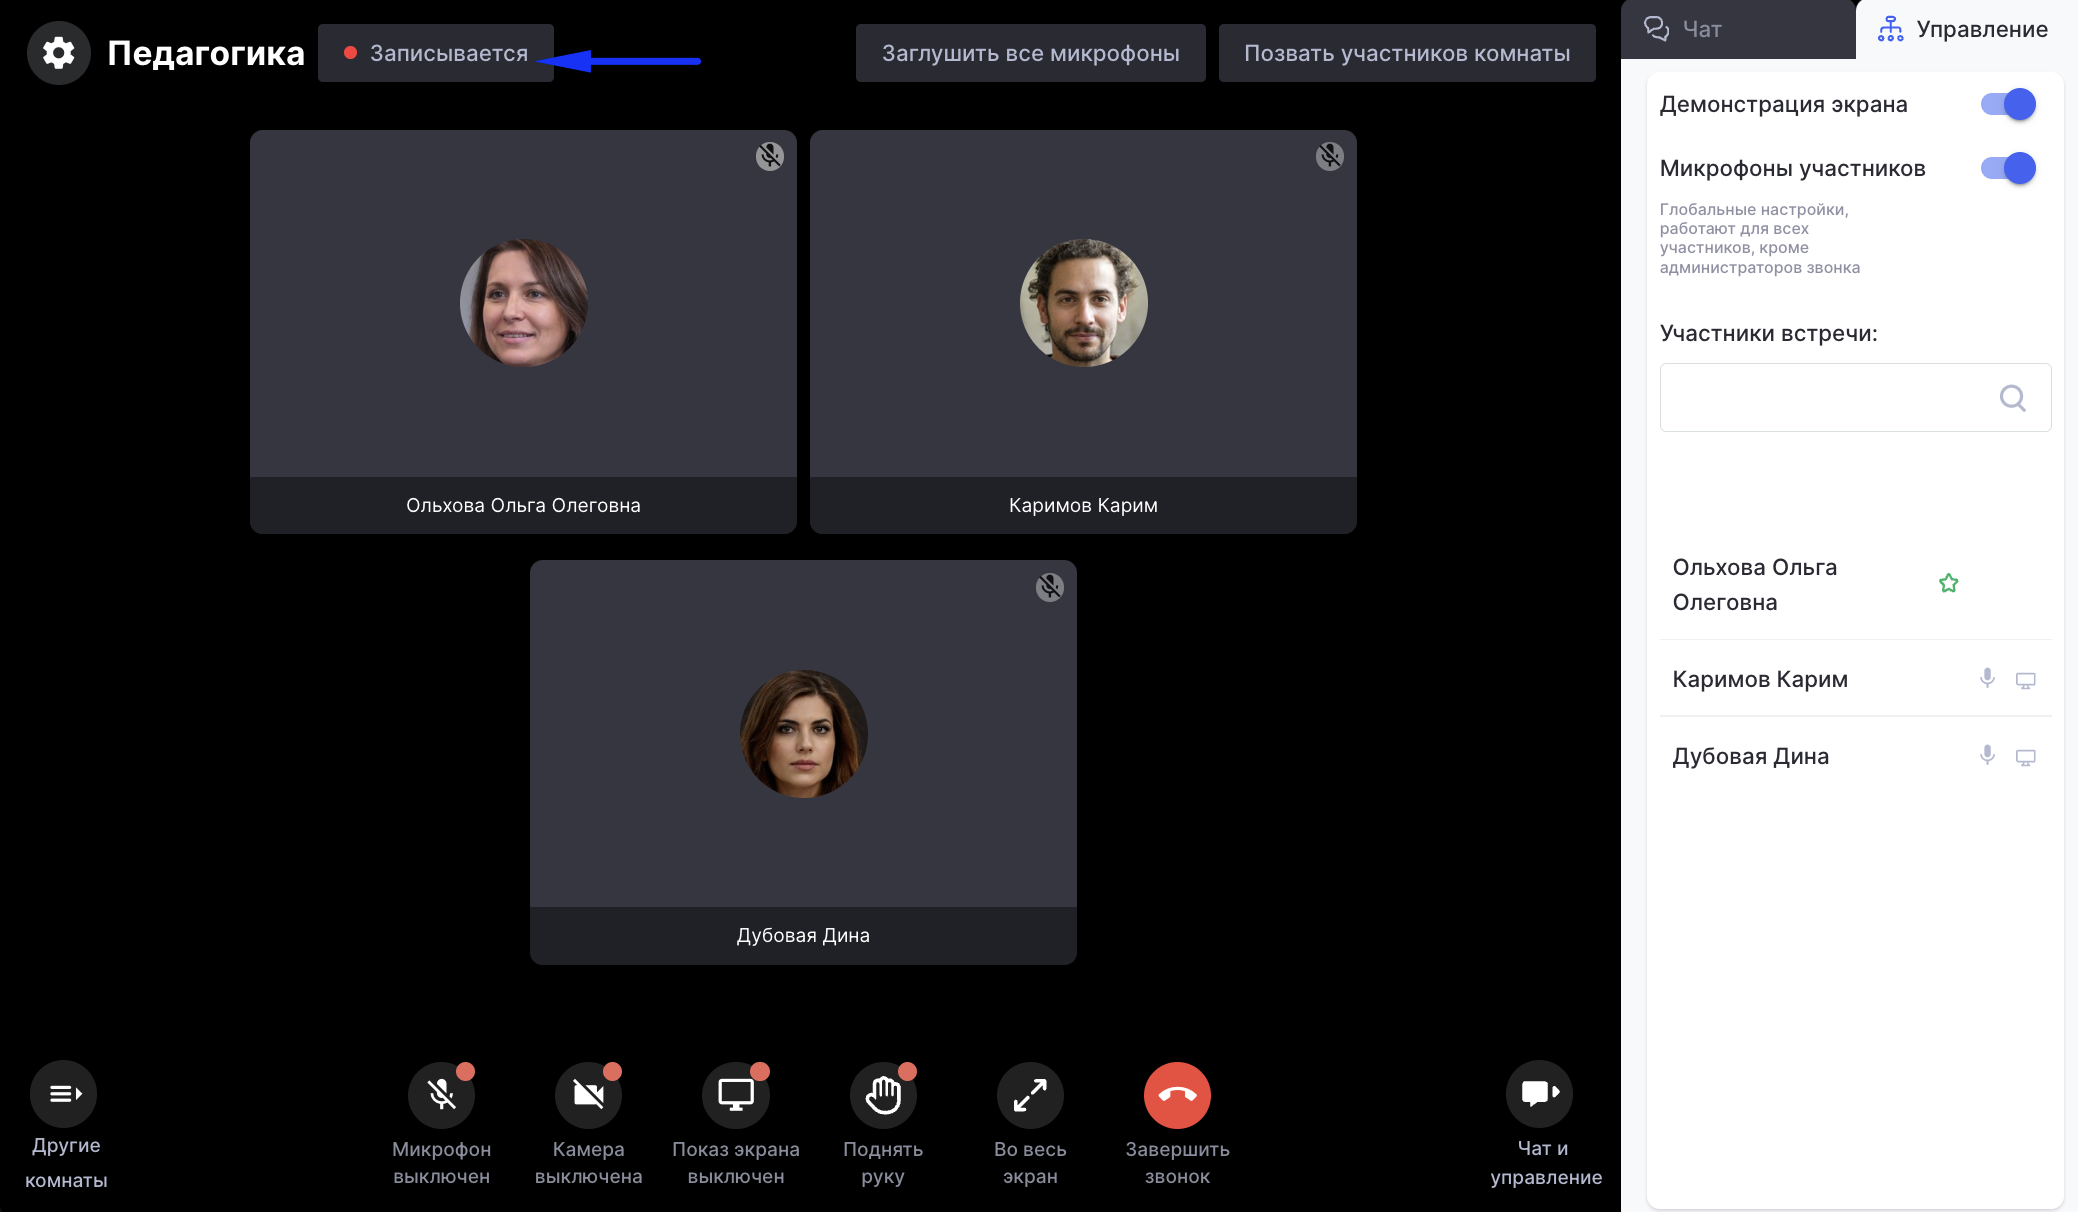 Педагогика
Записывается
Заглушить все микрофоны
Позвать участников комнаты
Чат
Управление
Ольхова Ольга Олеговна
Каримов Карим
Дубовая Дина
Демонстрация экрана
Микрофоны участников
Глобальные настройки,
работают для всех
участников, кроме
администраторов звонка
Участники встречи:
Ольхова Ольга
Олеговна
Каримов Карим
Дубовая Дина
Другие
комнаты
Микрофон
выключен
Камера
выключена
Показ экрана
выключен
Поднять
руку
Во весь
экран
Завершить
звонок
Чат и
управление